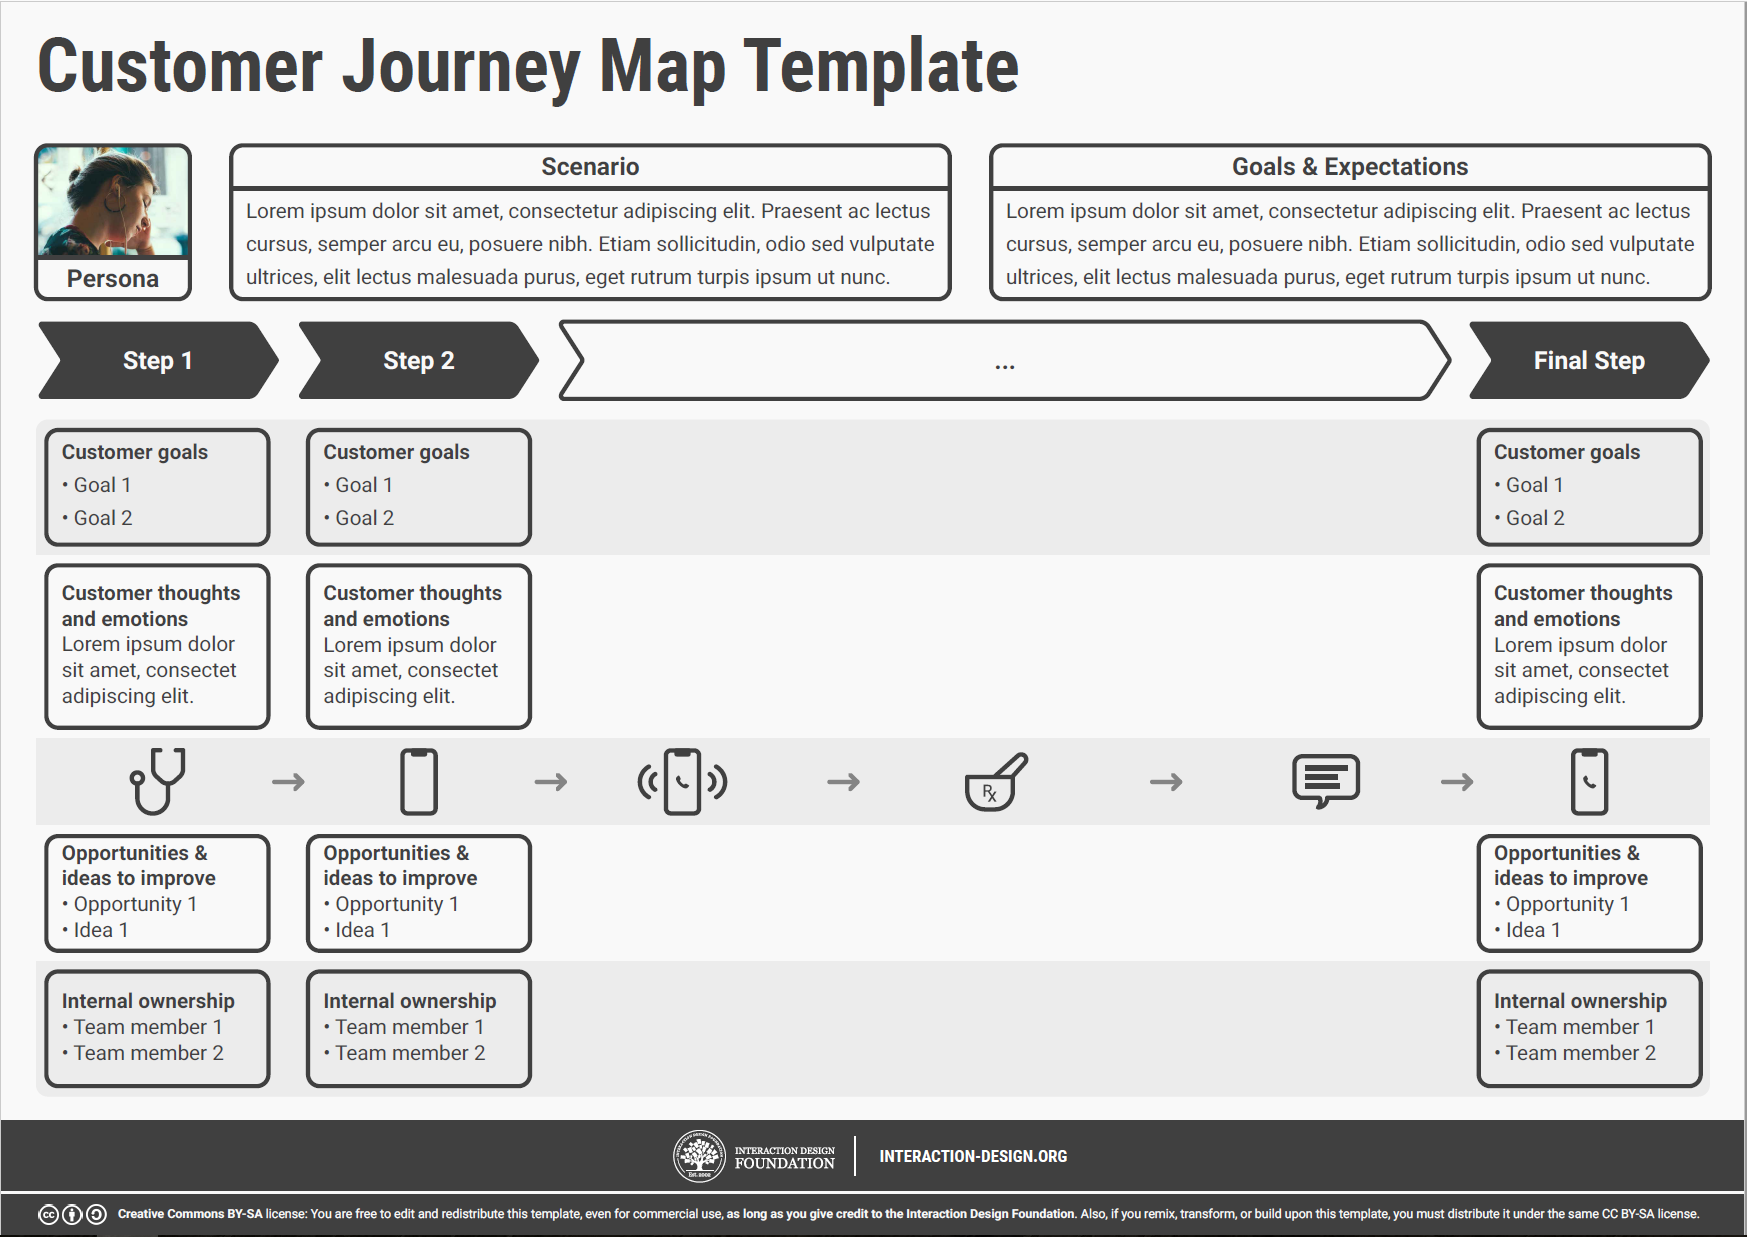 Customer Journey Map Template
Persona
Scenario
Lorem ipsum dolor sit amet, consectetur adipiscing elit. Praesent ac lectus
cursus, semper arcu eu, posuere nibh. Etiam sollicitudin, odio sed vulputate
ultrices, elit lectus malesuada purus, eget rutrum turpis ipsum ut nunc.
Goals & Expectations
Lorem ipsum dolor sit amet, consectetur adipiscing elit. Praesent ac lectus
cursus, semper arcu eu, posuere nibh. Etiam sollicitudin, odio sed vulputate
ultrices, elit lectus malesuada purus, eget rutrum turpis ipsum ut nunc.
Step 1
Step 2
...
Final Step
Customer goals
• Goal 1
• Goal 2
Customer goals
• Goal 1
• Goal 2
Customer goals
• Goal 1
• Goal 2
Customer thoughts
and emotions
Lorem ipsum dolor
sit amet, consectet
adipiscing elit.
Customer thoughts
and emotions
Lorem ipsum dolor
sit amet, consectet
adipiscing elit.
Customer thoughts
and emotions
Lorem ipsum dolor
sit amet, consectet
adipiscing elit.
Rx
Opportunities &
ideas to improve
• Opportunity 1
• Idea 1
Opportunities &
ideas to improve
• Opportunity 1
• Idea 1
Opportunities &
ideas to improve
• Opportunity 1
• Idea 1
Internal ownership
• Team member 1
• Team member 2
Internal ownership
• Team member 1
• Team member 2
Internal ownership
• Team member 1
• Team member 2
INTERACTION DESIGN FOUNDATION
Est. 2002
INTERACTION DESIGN
FOUNDATION
INTERACTION-DESIGN.ORG
cc
Creative Commons BY-SA license: You are free to edit and redistribute this template, even for commercial use, as long as you give credit to the Interaction Design Foundation. Also, if you remix, transform, or build upon this template, you must distribute it under the same CC BY-SA license.